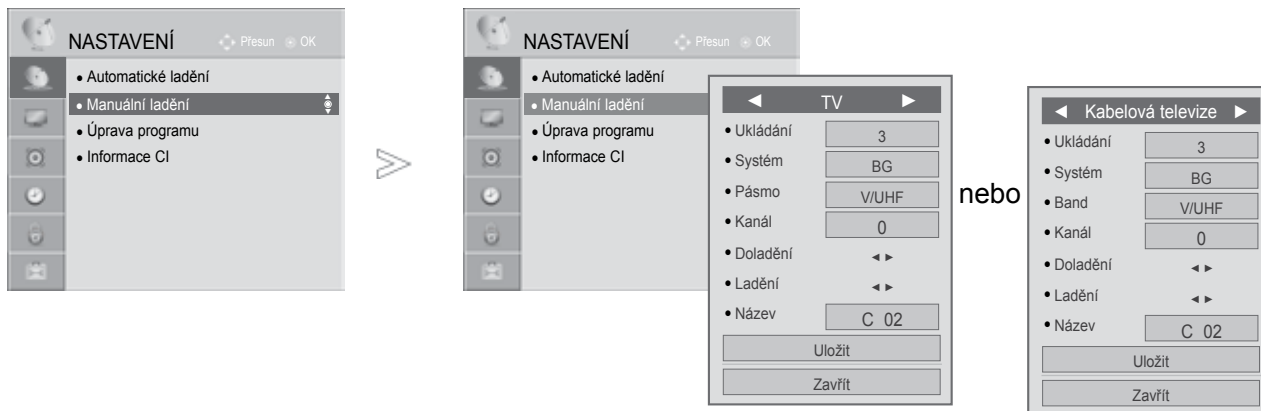 NASTAVENÍ Přesun OK
• Automatické ladění
• Manuální ladění
• Úprava programu
• Informace CI
NASTAVENÍ Přesun OK
• Automatické ladění
• Manuální ladění
• Úprava programu
• Informace CI
◄ TV ►
• Ukládání 3
• Systém BG
• Pásmo V/UHF
• Kanál 0
• Doladění ◄ ►
• Ladění ◄ ►
• Název C 02
Uložit
Zavřít
nebo
◄ Kabelová televize ►
• Ukládání 3
• Systém BG
• Band V/UHF
• Kanál 0
• Doladění ◄ ►
• Ladění ◄ ►
• Název C 02
Uložit
Zavřít